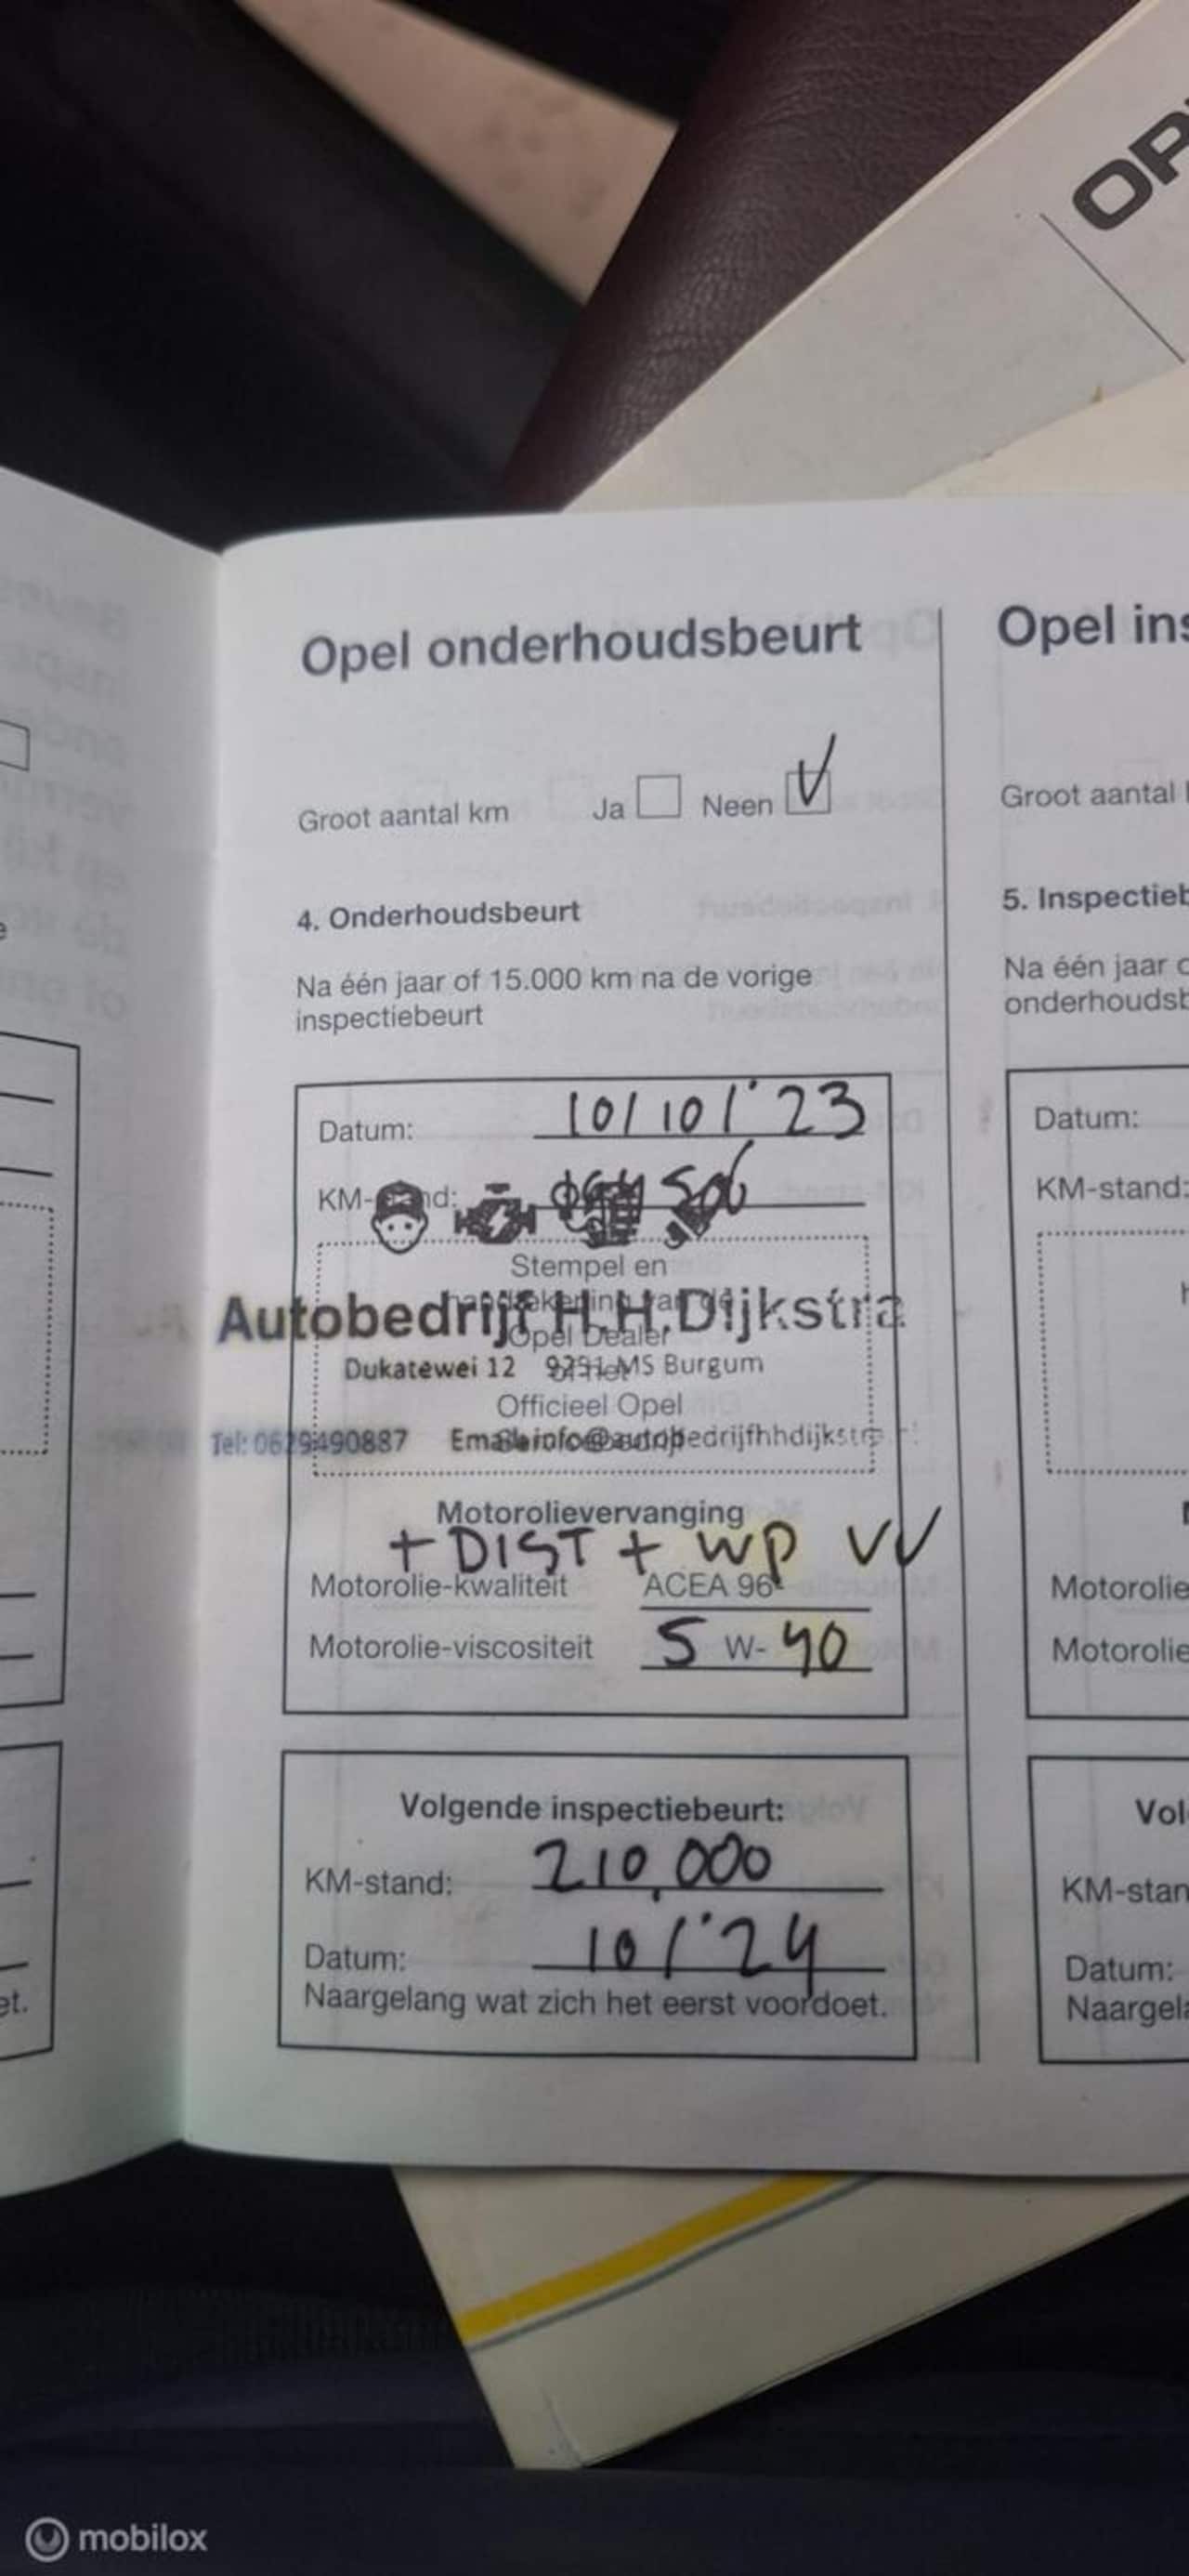 OP
Opel onderhoudsbeurt
Groot aantal km Ja Neen
4. Onderhoudsbeurt
Na één jaar of 15.000 km na de vorige
inspectiebeurt
Datum: 10/10/'23
KM-
Stempel en
Autobedrijf H.H.Dijkstra
Opel Dealer
Dukatewei 12 MS Burgum
Officieel Opel
Tel: 0629490887 Email: info@autobedrijfhhdijkstr
Motorolievervanging
+ DIST + WP VV
Motorolie-kwaliteit ACEA 96-
Motorolie-viscositeit 5 W- 40
Volgende inspectiebeurt:
KM-stand: 210.000
Datum: 10/'24
Naargelang wat zich het eerst voordoet.
Opel ins
Groot aantal
5. Inspectieb
Na één jaar o
onderhoudsb
Datum:
KM-stand:
Motorolie
Motorolie
Vol
KM-stan
Datum:
Naargela
et.
mobilox